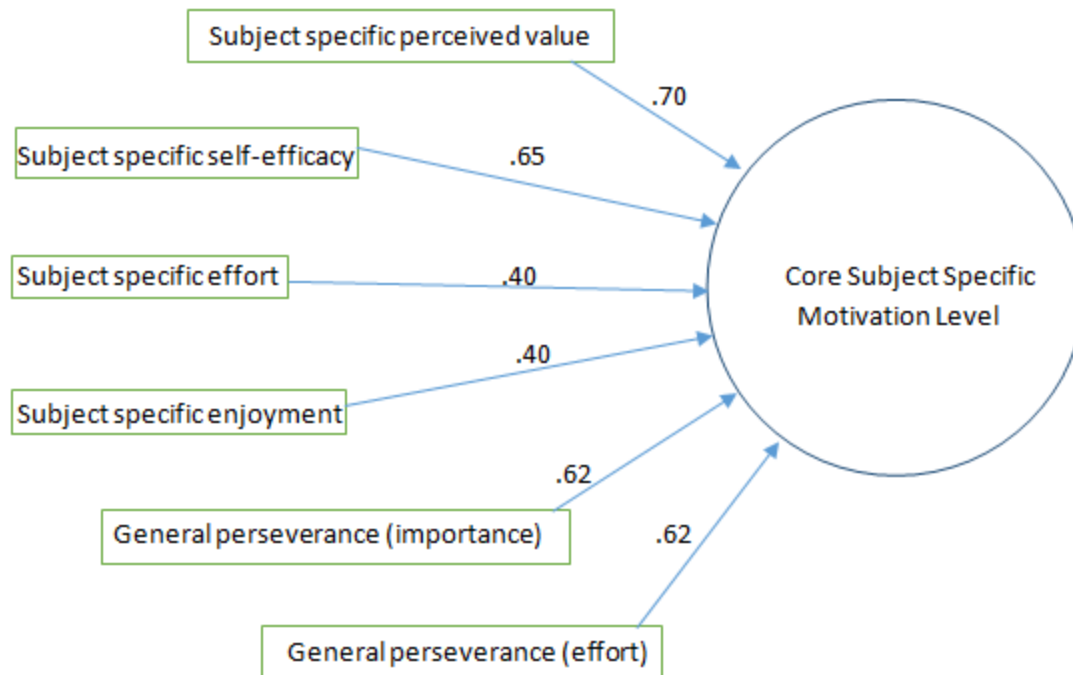 Subject specific perceived value
.70
Subject specific self-efficacy
.65
Subject specific effort
.40
Core Subject Specific
Motivation Level
.40
Subject specific enjoyment
.62
General perseverance (importance)
.62
General perseverance (effort)